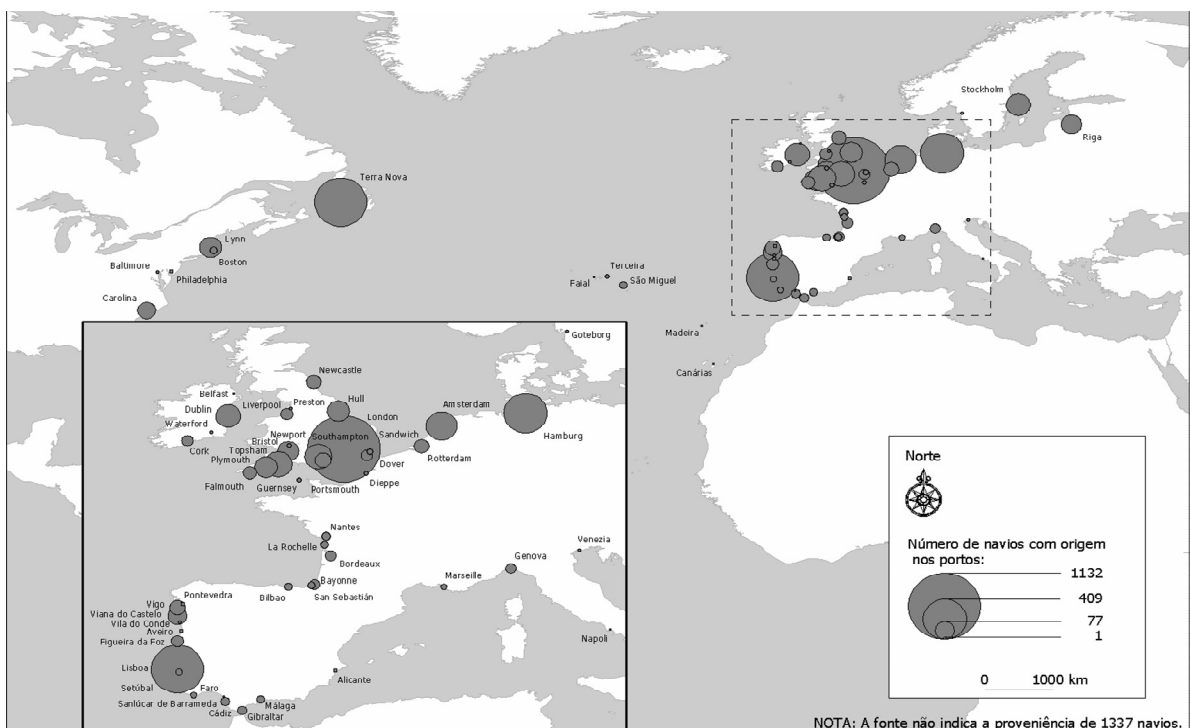 Stockholm
Riga
Terra Nova
Lynn
Boston
Baltimore
Philadelphia
Carolina
Terceira
Faial
São Miguel
Madeira
Canárias
Goteborg
Newcastle
Belfast
Preston
Liverpool
Hull
Dublin
London
Amsterdam
Hamburg
Waterford
Newport
Southampton
Sandwich
Bristol
Cork
Topsham
Rotterdam
Plymouth
Dover
Falmouth
Guernsey
Portsmouth
Dieppe
Nantes
La Rochelle
Bordeaux
Venezia
Genova
Bayonne
Marseille
Bilbao
San Sebastián
Pontevedra
Vigo
Viana do Castelo
Vila do Conde
Aveiro
Figueira da Foz
Napoli
Lisboa
Alicante
Setúbal
Faro
Sanlúcar de Barrameda
Málaga
Cádiz
Gibraltar
Norte
Número de navios com origem
nos portos:
1132
409
77
1
0 1000 km
NOTA: A fonte não indica a proveniência de 1337 navios.